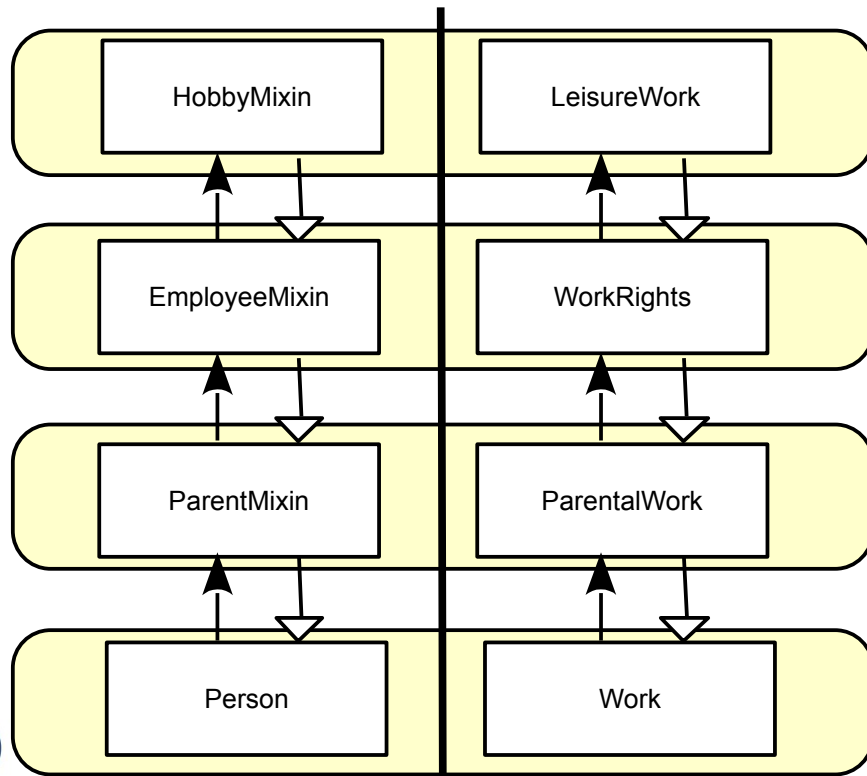 HobbyMixin
LeisureWork
EmployeeMixin
WorkRights
ParentMixin
ParentalWork
Person
Work